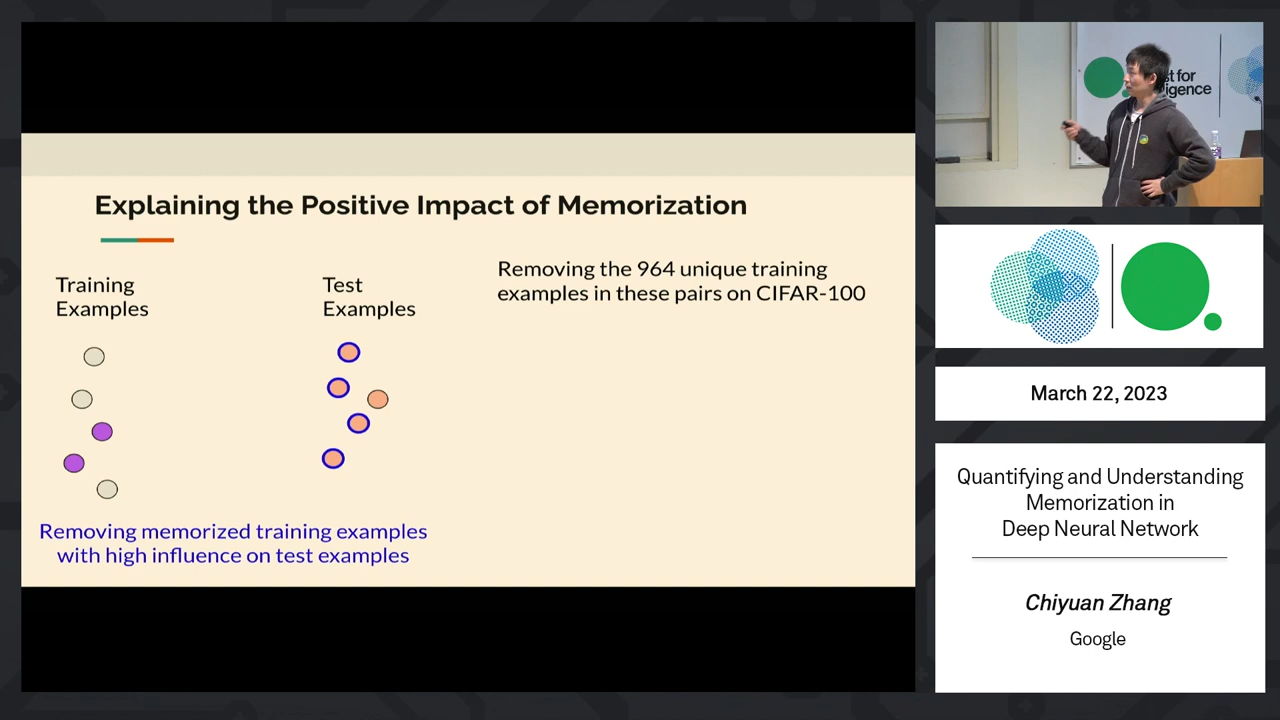 Explaining the Positive Impact of Memorization
Training
Examples
Test
Examples
Removing the 964 unique training
examples in these pairs on CIFAR-100
Removing memorized training examples
with high influence on test examples
March 22, 2023
Quantifying and Understanding
Memorization in
Deep Neural Network
Chiyuan Zhang
Google